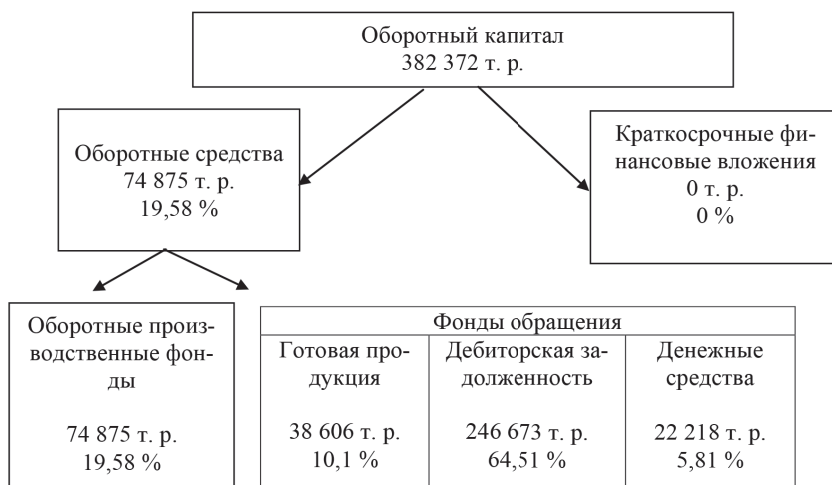 Оборотный капитал
382 372 т. р.
Оборотные средства
74 875 т. р.
19,58 %
Краткосрочные фи-
нансовые вложения
0 т. р.
0 %
Оборотные произ-
водственные фон-
ды
74 875 т. р.
19,58 %
Фонды обращения
Готовая про-
дукция
38 606 т. р.
10,1 %
Дебиторская за-
долженность
246 673 т. р.
64,51 %
Денежные
средства
22 218 т. р.
5,81 %